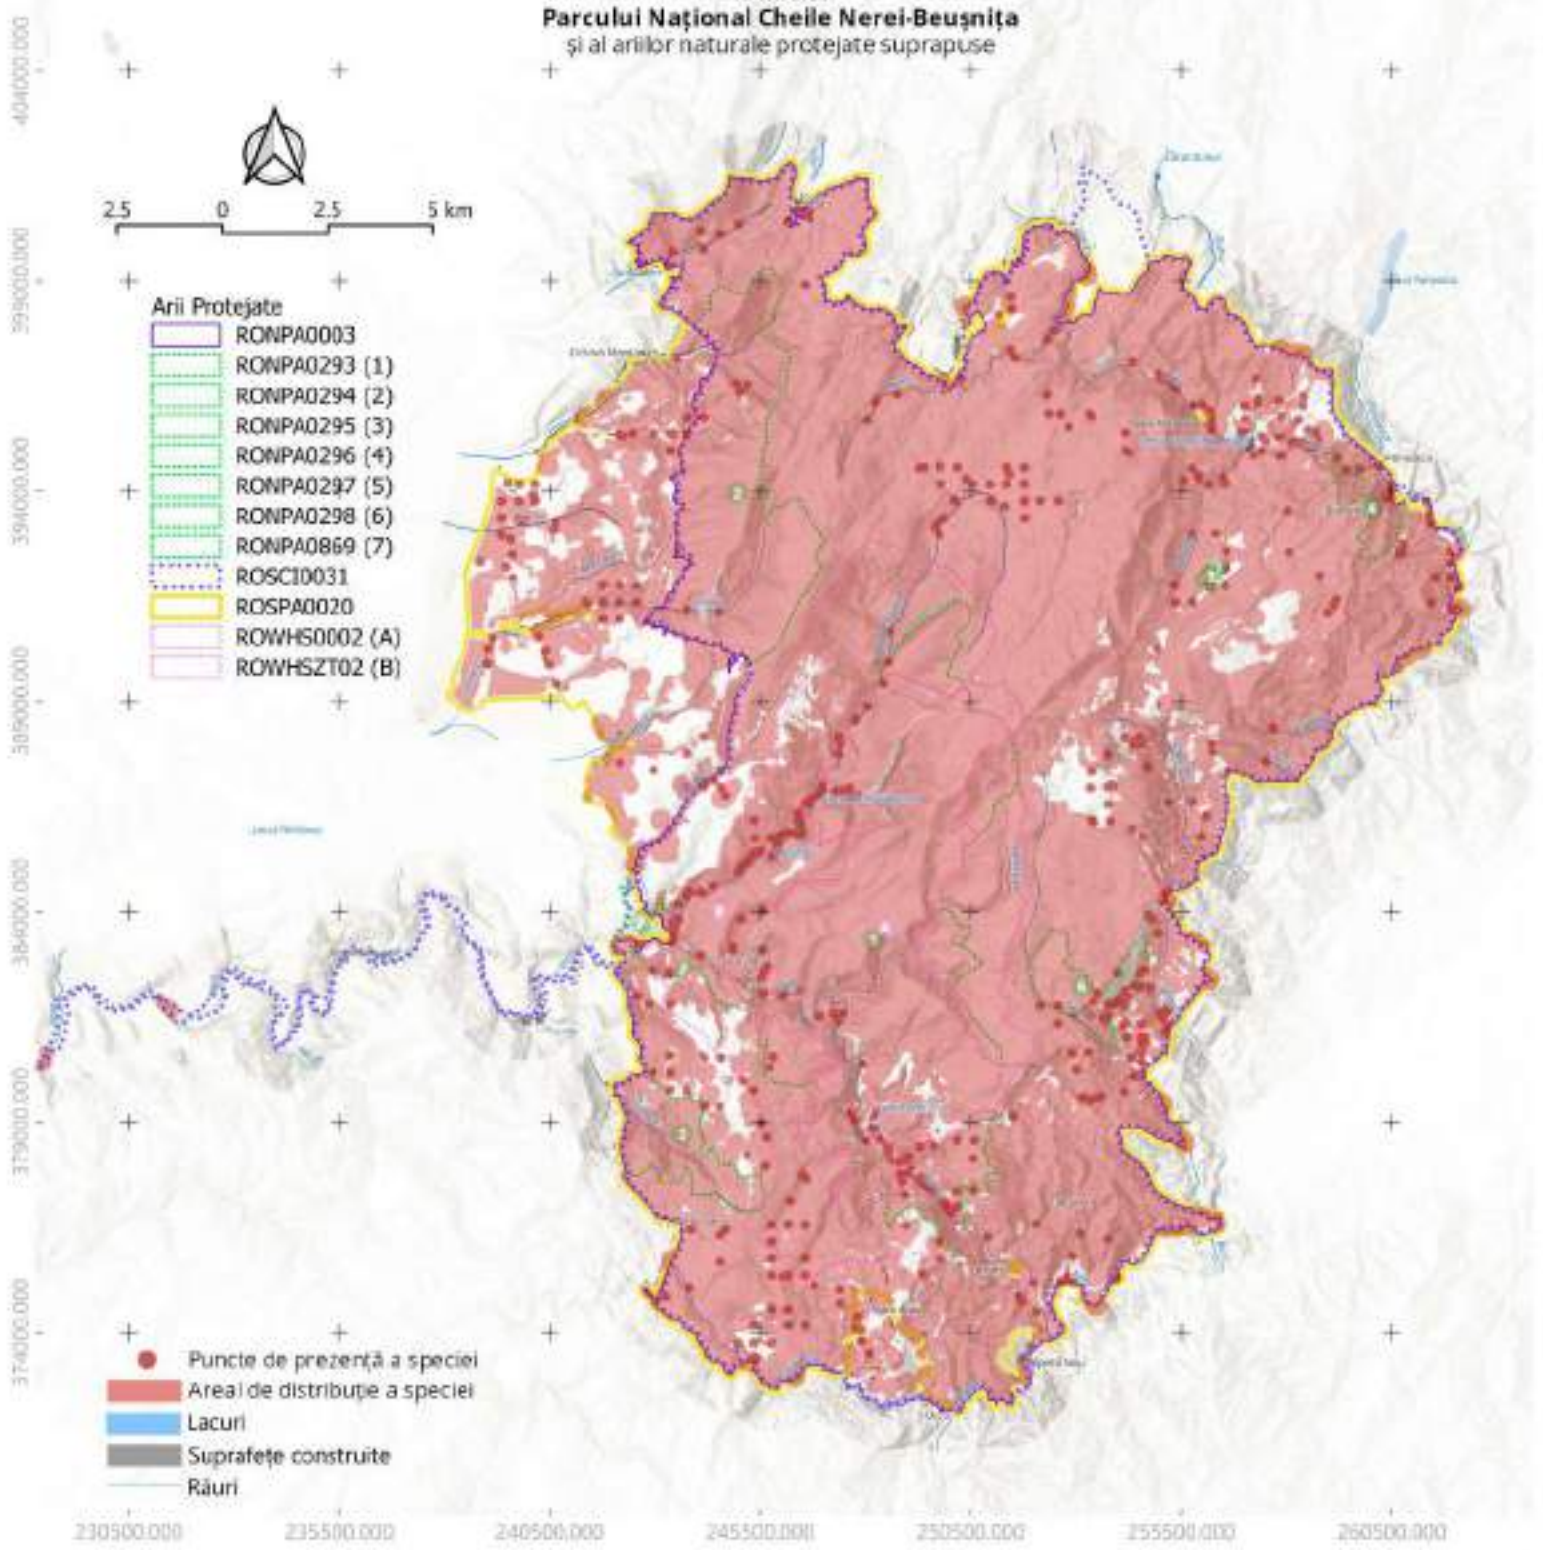 Parcului Național Cheile Nerei-Beușnița
și al ariilor naturale protejate suprapuse
2.5 0 2.5 5 km
Arii Protejate
RONPA0003
RONPA0293 (1)
RONPA0294 (2)
RONPA0295 (3)
RONPA0296 (4)
RONPA0297 (5)
RONPA0298 (6)
RONPA0869 (7)
ROSCI0031
ROSPA0020
ROWHS0002 (A)
ROWHSZT02 (B)
Puncte de prezență a speciei
Areal de distribuție a speciei
Lacuri
Suprafețe construite
Râuri
404000.000
399000.000
394000.000
389000.000
384000.000
379000.000
374000.000
230500.000 235500.000 240500.000 245500.000 250500.000 255500.000 260500.000